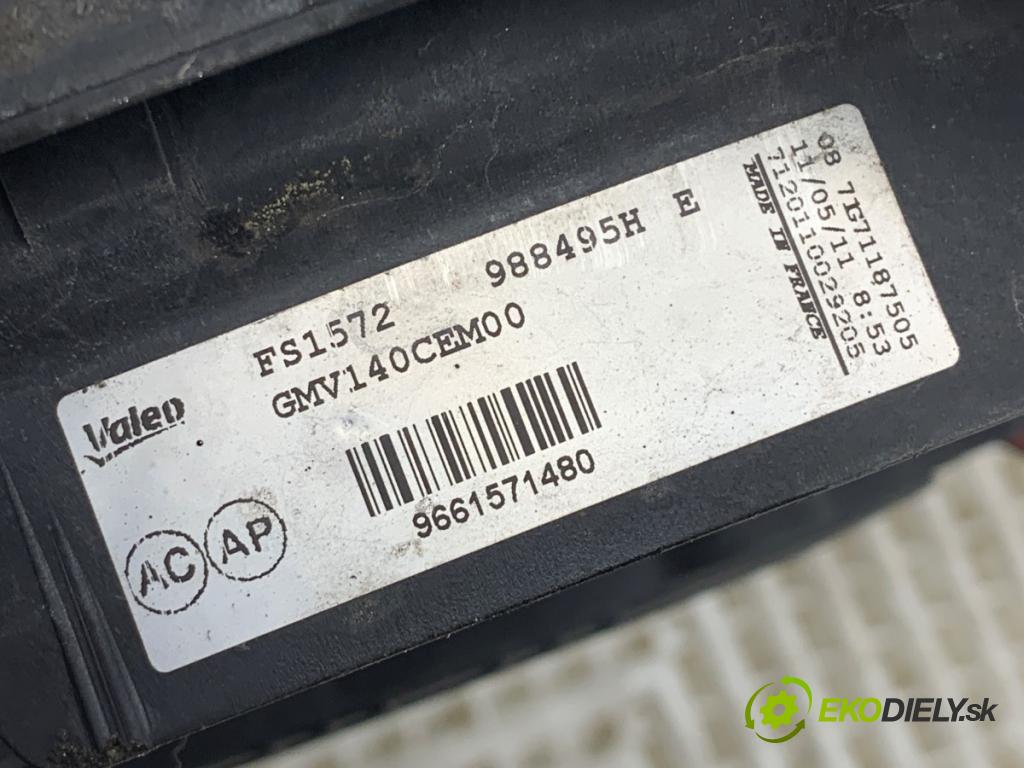 Valeo
FS1572 988495H E
GMV140CEM00
9661571480
AC AP
08 71G71187505
11/05/11 8:53
7120110029205
MADE IN FRANCE
EKODIELY.sk